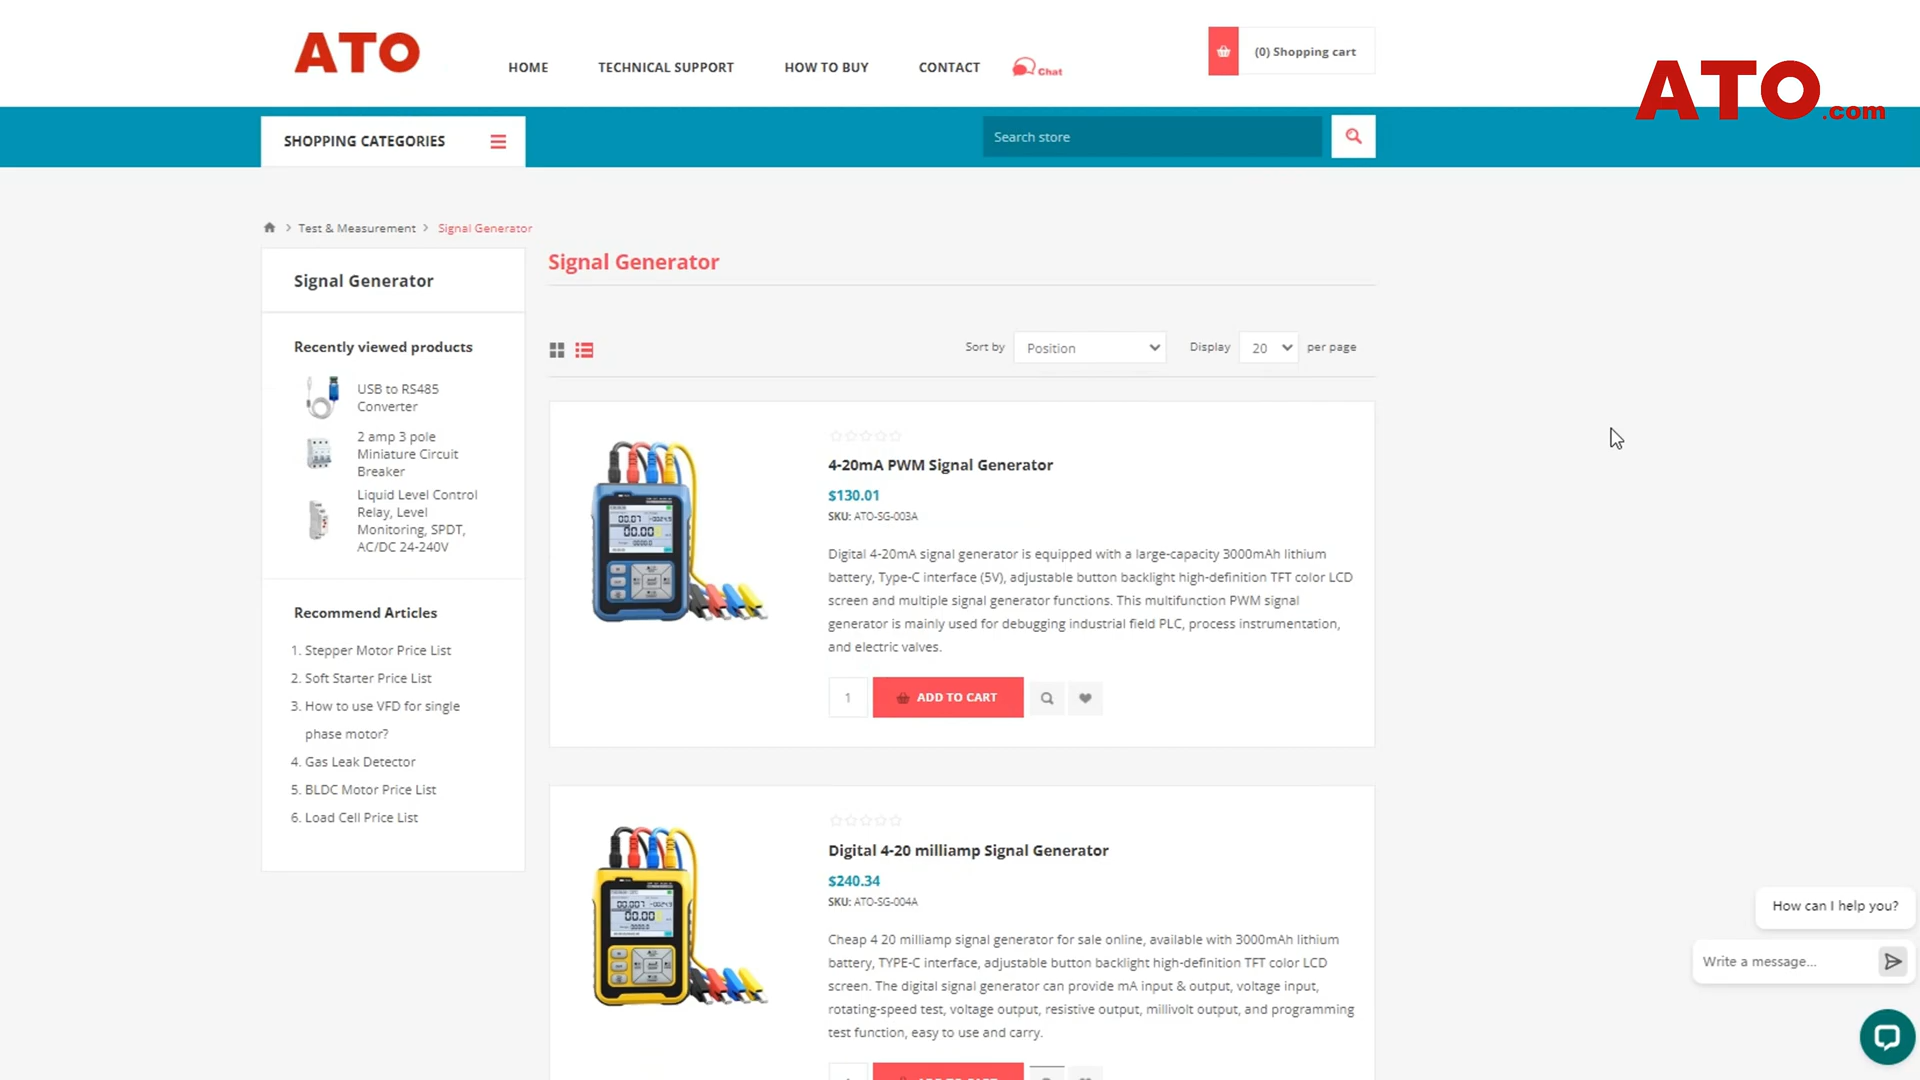 ATO
HOME
TECHNICAL SUPPORT
HOW TO BUY
CONTACT
Chat
(0) Shopping cart
ATO.com
SHOPPING CATEGORIES
Search store
Test & Measurement
Signal Generator
Signal Generator
Recently viewed products
USB to RS485
Converter
2 amp 3 pole
Miniature Circuit
Breaker
Liquid Level Control
Relay, Level
Monitoring, SPDT,
AC/DC 24-240V
Recommend Articles
1. Stepper Motor Price List
2. Soft Starter Price List
3. How to use VFD for single
phase motor?
4. Gas Leak Detector
5. BLDC Motor Price List
6. Load Cell Price List
Signal Generator
Sort by
Position
Display
20
per page
4-20mA PWM Signal Generator
$130.01
SKU: ATO-SG-003A
Digital 4-20mA signal generator is equipped with a large-capacity 3000mAh lithium
battery, Type-C interface (5V), adjustable button backlight high-definition TFT color LCD
screen and multiple signal generator functions. This multifunction PWM signal
generator is mainly used for debugging industrial field PLC, process instrumentation,
and electric valves.
1
ADD TO CART
Digital 4-20 milliamp Signal Generator
$240.34
SKU: ATO-SG-004A
Cheap 4 20 milliamp signal generator for sale online, available with 3000mAh lithium
battery, TYPE-C interface, adjustable button backlight high-definition TFT color LCD
screen. The digital signal generator can provide mA input & output, voltage input,
rotating-speed test, voltage output, resistive output, millivolt output, and programming
test function, easy to use and carry.
How can I help you?
Write a message...